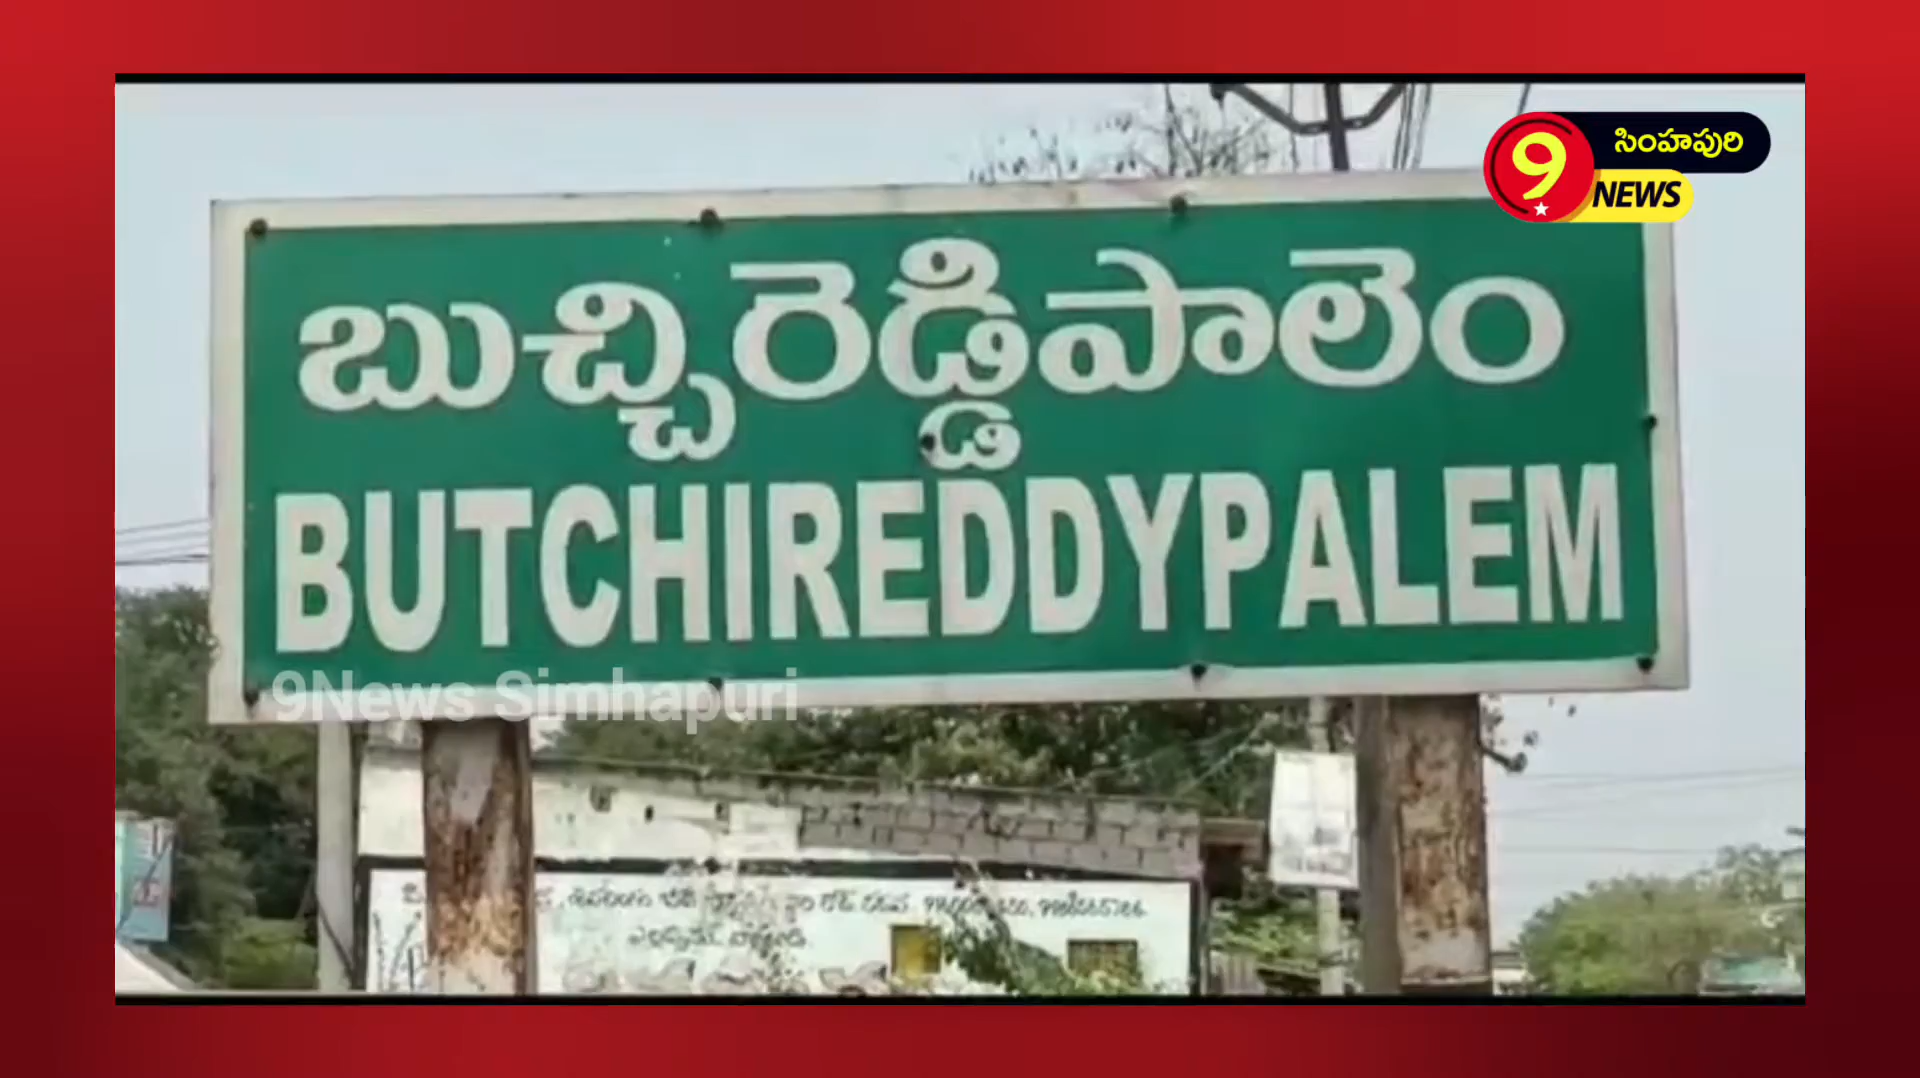 సింహపురి
9 NEWS
బుచ్చిరెడ్డిపాలెం
BUTCHIREDDYPALEM
9News Simhapuri